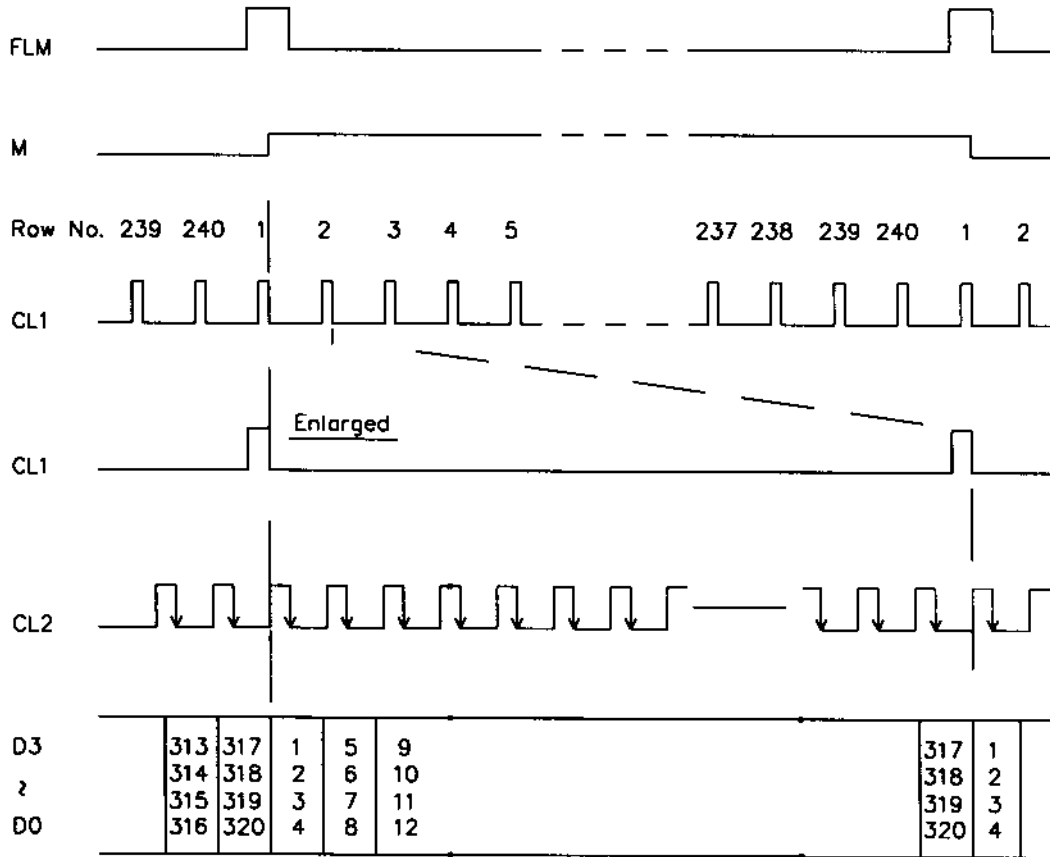 FLM
M
Row No. 239 240 1 2 3 4 5 237 238 239 240 1 2
CL1
Enlarged
CL1
CL2
D3 313 317 1 5 9 317 1
314 318 2 6 10 318 2
≀ 315 319 3 7 11 319 3
D0 316 320 4 8 12 320 4